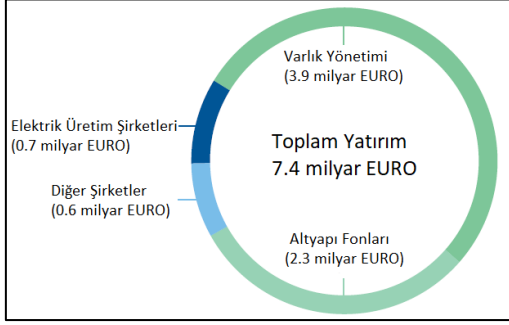 Varlık Yönetimi
(3.9 milyar EURO)
Elektrik Üretim Şirketleri
(0.7 milyar EURO)
Toplam Yatırım
7.4 milyar EURO
Diğer Şirketler
(0.6 milyar EURO)
Altyapı Fonları
(2.3 milyar EURO)